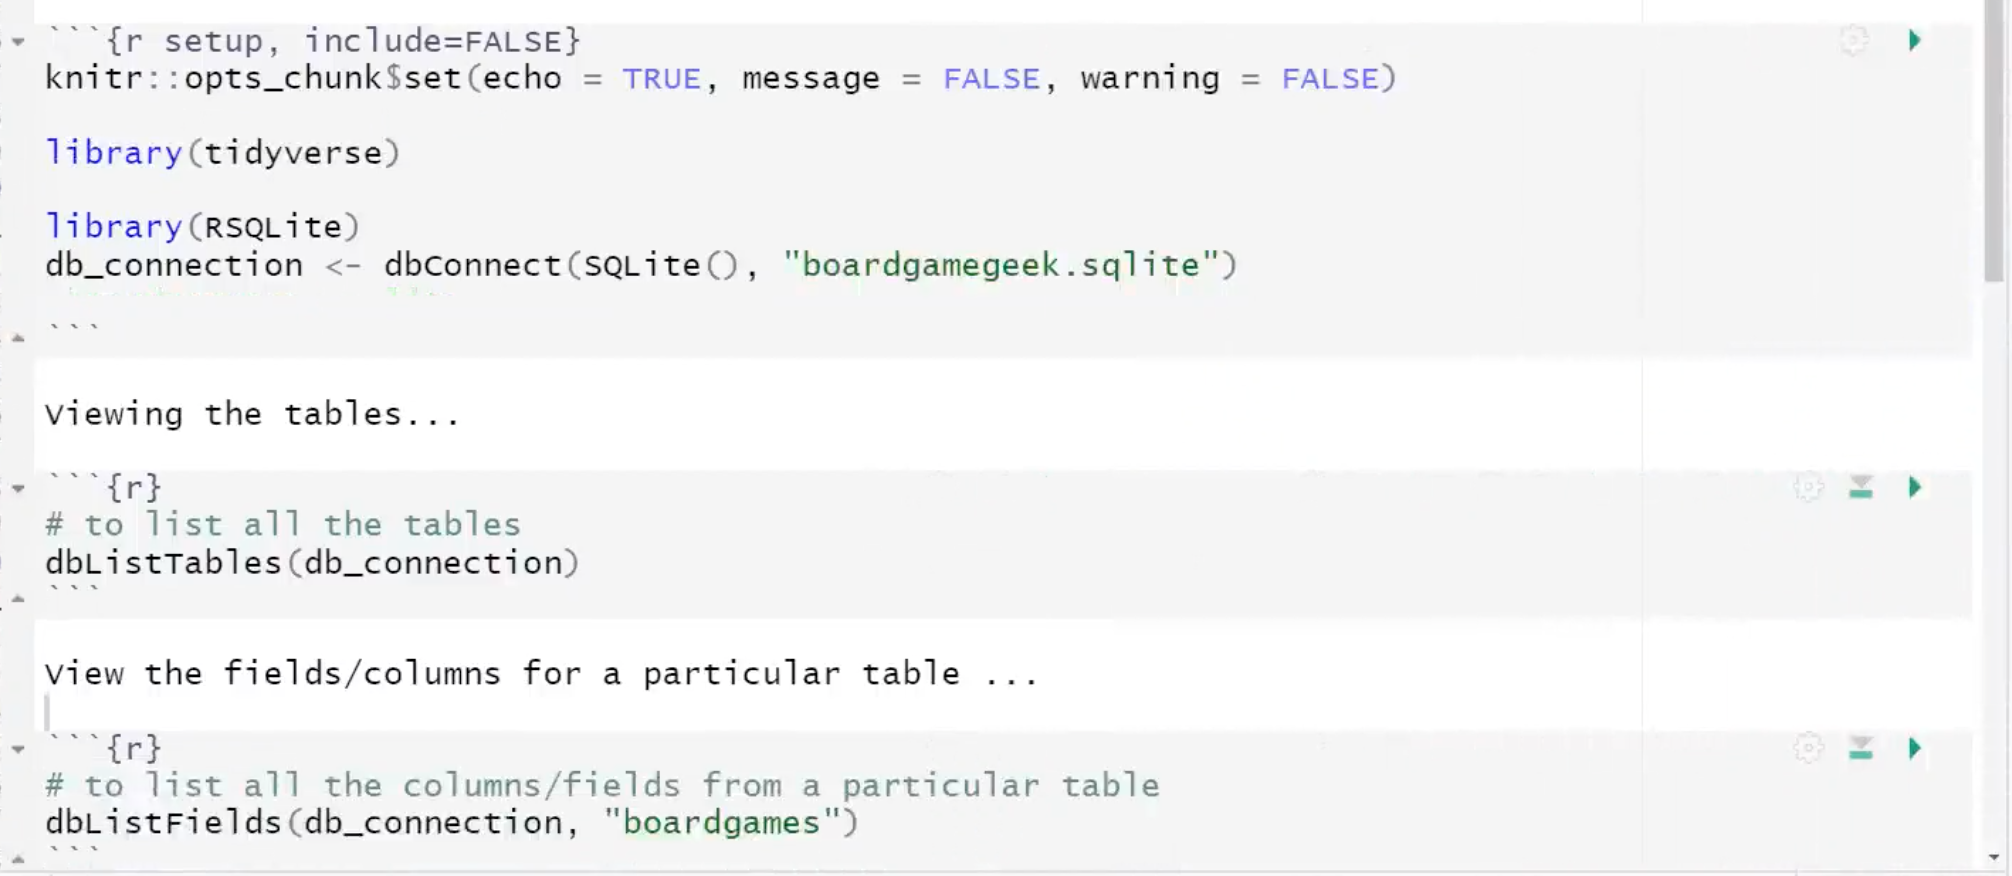 ```{r setup, include=FALSE}
knitr::opts_chunk$set(echo = TRUE, message = FALSE, warning = FALSE)
library(tidyverse)
library(RSQLite)
db_connection <- dbConnect(SQLite(), "boardgamegeek.sqlite")
```
Viewing the tables...
```{r}
# to list all the tables
dbListTables(db_connection)
```
View the fields/columns for a particular table ...
```{r}
# to list all the columns/fields from a particular table
dbListFields(db_connection, "boardgames")
```